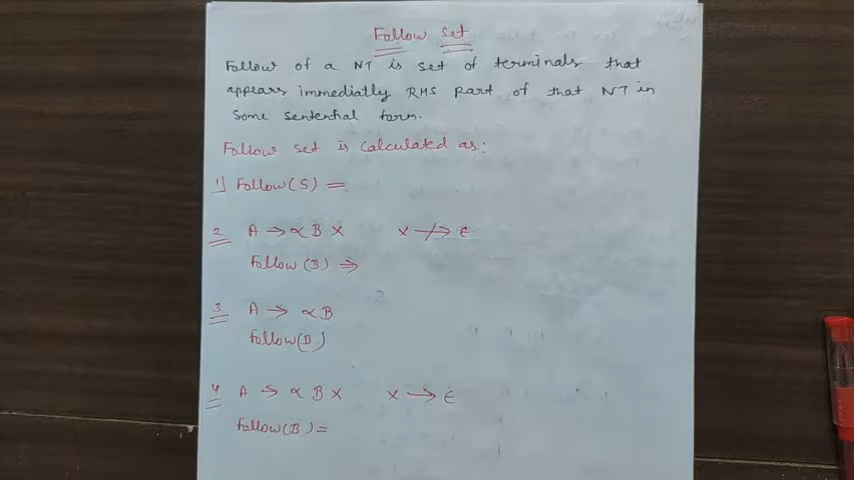 Follow Set
Follow of a NT is set of terminals that
appears immediatly RHS part of that NT in
some sentential form.
Follow set is calculated as:
1) Follow(S) =
2 A → ∝ B X X ↛ ϵ
Follow (B) ⇒
3 A → ∝ B
Follow(B)
4 A → ∝ B X X → ϵ
Follow(B) =